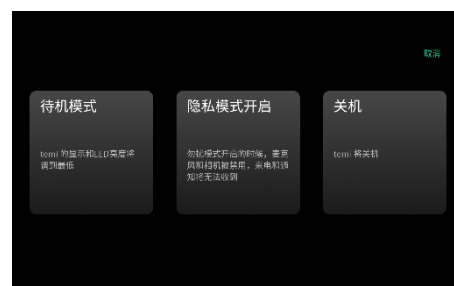 取消
待机模式
temi 的显示和LED亮度将
调到最低
隐私模式开启
勿扰模式开启的时候，麦克
风和相机被禁用，来电和通
知将无法收到
关机
temi 将关机